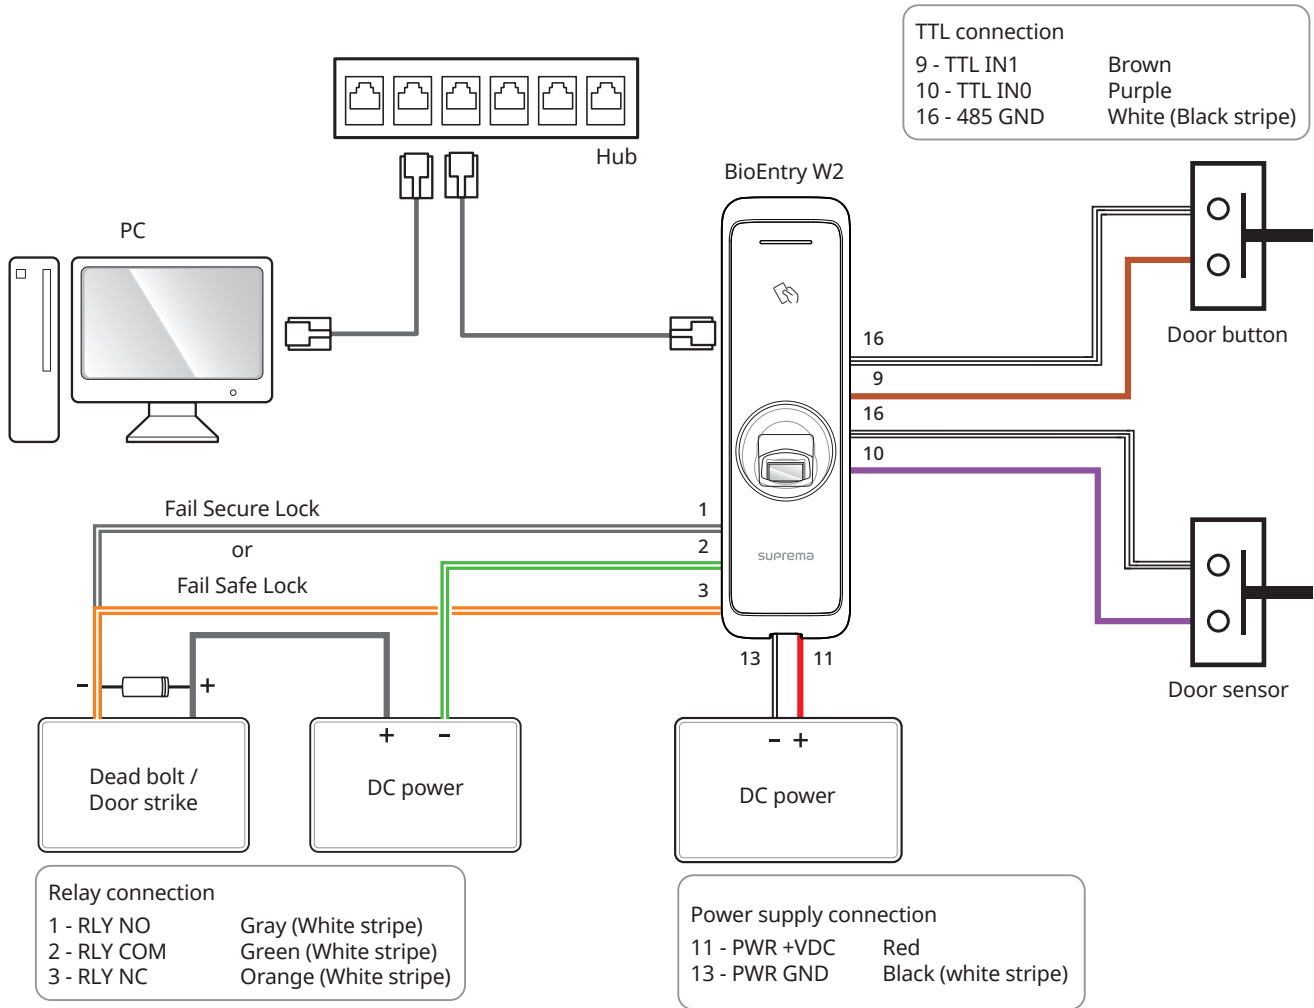 TTL connection
9 - TTL IN1 Brown
10 - TTL IN0 Purple
16 - 485 GND White (Black stripe)
Hub
BioEntry W2
PC
Door button
16
9
16
10
Fail Secure Lock
1
or
2
Fail Safe Lock
3
suprema
13
11
Door sensor
- +
+ -
- +
Dead bolt /
Door strike
DC power
DC power
Relay connection
1 - RLY NO Gray (White stripe)
2 - RLY COM Green (White stripe)
3 - RLY NC Orange (White stripe)
Power supply connection
11 - PWR +VDC Red
13 - PWR GND Black (white stripe)